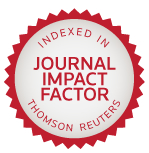 INDEXED IN
JOURNAL
IMPACT
FACTOR
THOMSON REUTERS